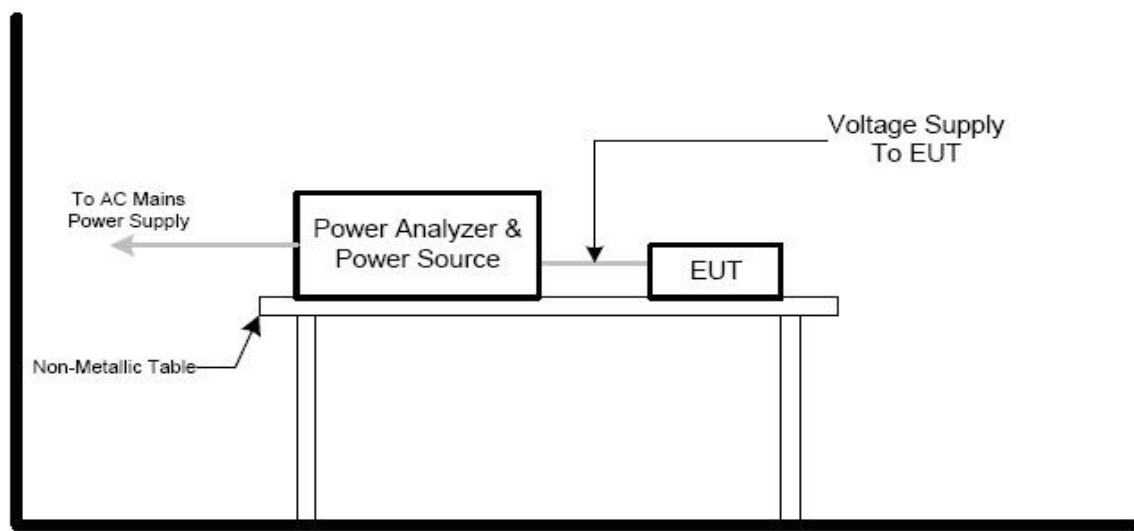 Voltage Supply
To EUT
To AC Mains
Power Supply
Power Analyzer &
Power Source
EUT
Non-Metallic Table